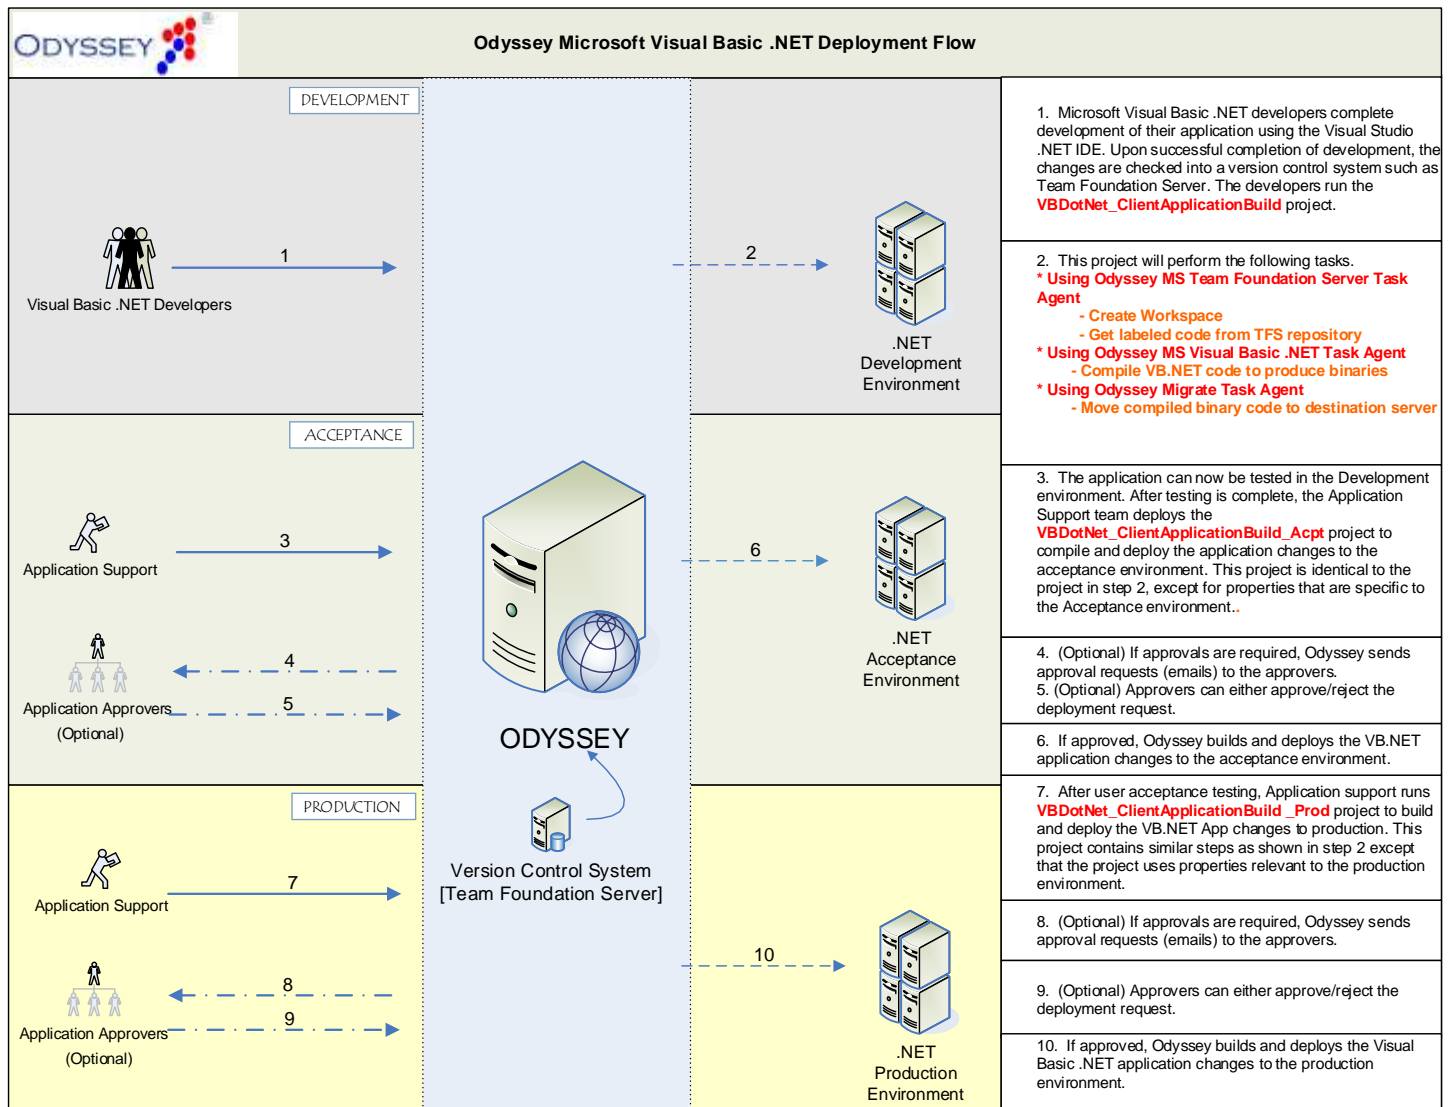 ODYSSEY
Odyssey Microsoft Visual Basic .NET Deployment Flow
DEVELOPMENT
Visual Basic .NET Developers
1
2
.NET
Development
Environment
ACCEPTANCE
Application Support
3
Application Approvers
(Optional)
4
5
ODYSSEY
6
.NET
Acceptance
Environment
PRODUCTION
Version Control System
[Team Foundation Server]
Application Support
7
Application Approvers
(Optional)
8
9
10
.NET
Production
Environment
1. Microsoft Visual Basic .NET developers complete
development of their application using the Visual Studio
.NET IDE. Upon successful completion of development, the
changes are checked into a version control system such as
Team Foundation Server. The developers run the
VBDotNet_ClientApplicationBuild project.
2. This project will perform the following tasks.
* Using Odyssey MS Team Foundation Server Task
Agent
- Create Workspace
- Get labeled code from TFS repository
* Using Odyssey MS Visual Basic .NET Task Agent
- Compile VB.NET code to produce binaries
* Using Odyssey Migrate Task Agent
- Move compiled binary code to destination server
3. The application can now be tested in the Development
environment. After testing is complete, the Application
Support team deploys the
VBDotNet_ClientApplicationBuild_Acpt project to
compile and deploy the application changes to the
acceptance environment. This project is identical to the
project in step 2, except for properties that are specific to
the Acceptance environment..
4. (Optional) If approvals are required, Odyssey sends
approval requests (emails) to the approvers.
5. (Optional) Approvers can either approve/reject the
deployment request.
6. If approved, Odyssey builds and deploys the VB.NET
application changes to the acceptance environment.
7. After user acceptance testing, Application support runs
VBDotNet_ClientApplicationBuild _Prod project to build
and deploy the VB.NET App changes to production. This
project contains similar steps as shown in step 2 except
that the project uses properties relevant to the production
environment.
8. (Optional) If approvals are required, Odyssey sends
approval requests (emails) to the approvers.
9. (Optional) Approvers can either approve/reject the
deployment request.
10. If approved, Odyssey builds and deploys the Visual
Basic .NET application changes to the production
environment.